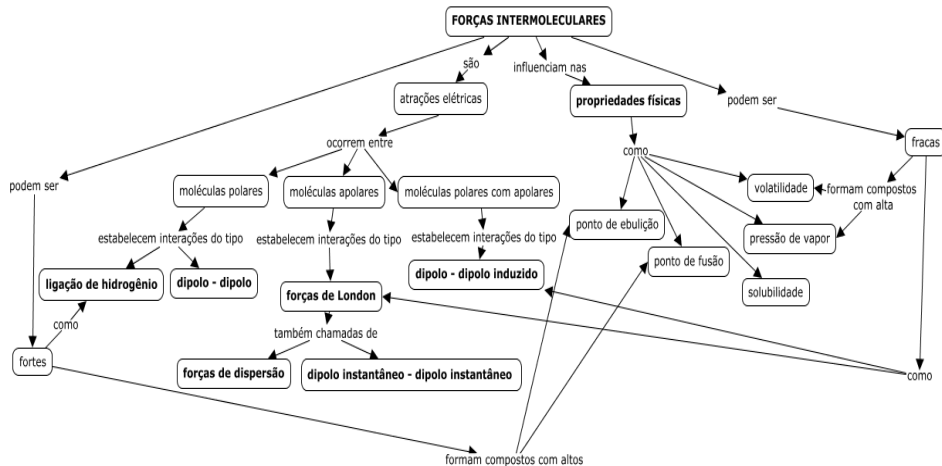 FORÇAS INTERMOLECULARES
são
influenciam nas
atrações elétricas
propriedades físicas
podem ser
ocorrem entre
como
fracas
podem ser
moléculas polares
moléculas apolares
moléculas polares com apolares
volatilidade
formam compostos
com alta
ponto de ebulição
pressão de vapor
estabelecem interações do tipo
estabelecem interações do tipo
estabelecem interações do tipo
ponto de fusão
ligação de hidrogênio
dipolo - dipolo
forças de London
dipolo - dipolo induzido
solubilidade
como
também chamadas de
fortes
forças de dispersão
dipolo instantâneo - dipolo instantâneo
como
formam compostos com altos